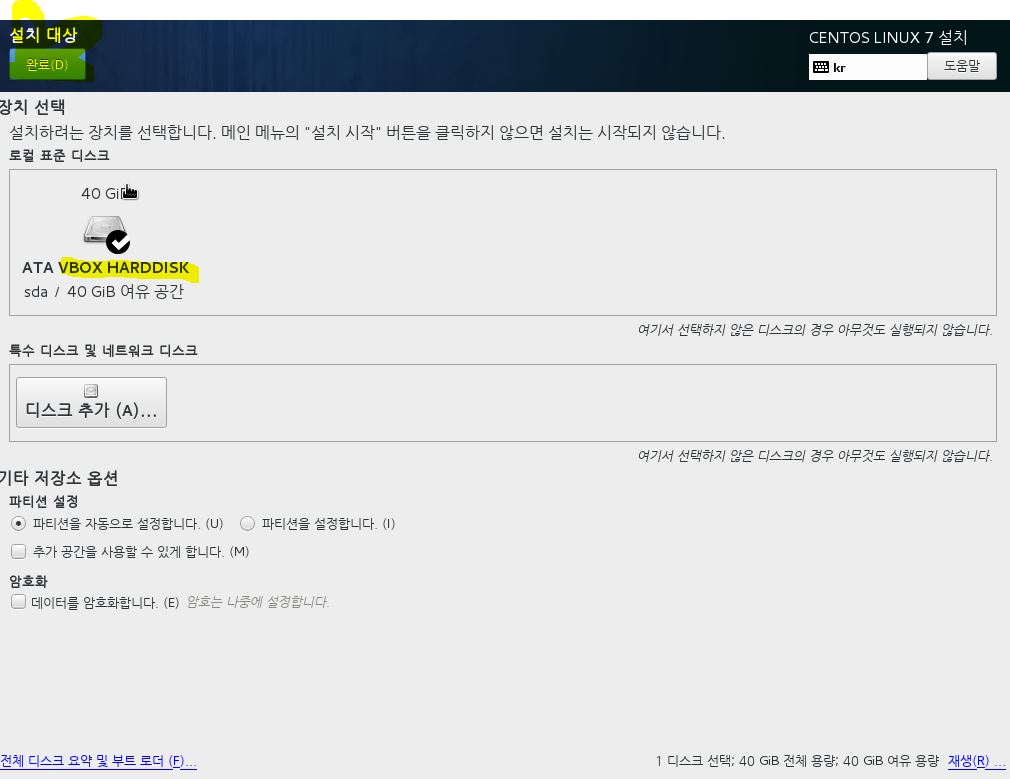 설치 대상
완료(D)
CENTOS LINUX 7 설치
kr
도움말
장치 선택
설치하려는 장치를 선택합니다. 메인 메뉴의 "설치 시작" 버튼을 클릭하지 않으면 설치는 시작되지 않습니다.
로컬 표준 디스크
40
ATA VBOX HARDDISK
sda / 40 GiB 여유 공간
여기서 선택하지 않은 디스크의 경우 아무것도 실행되지 않습니다.
특수 디스크 및 네트워크 디스크
디스크 추가 (A)...
여기서 선택하지 않은 디스크의 경우 아무것도 실행되지 않습니다.
기타 저장소 옵션
파티션 설정
파티션을 자동으로 설정합니다. (U) 파티션을 설정합니다. (I)
추가 공간을 사용할 수 있게 합니다. (M)
암호화
데이터를 암호화합니다. (E) 암호는 나중에 설정합니다.
전체 디스크 요약 및 부트 로더 (F)... 1 디스크 선택; 40 GiB 전체 용량; 40 GiB 여유 용량 재생(R) ...